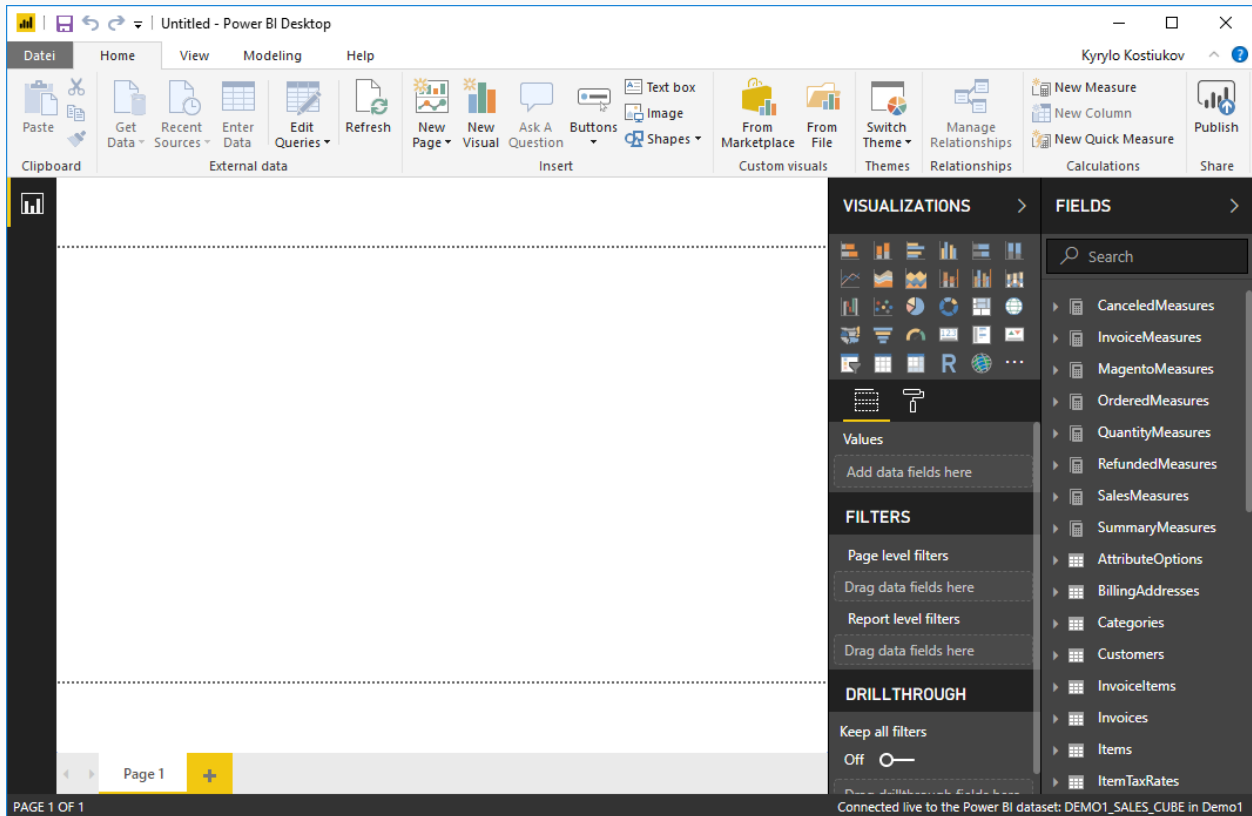 Untitled - Power BI Desktop
Datei Home View Modeling Help Kyrylo Kostiukov
Paste
Get Data
Recent Sources
Enter Data
Edit Queries
Refresh
New Page
New Visual
Ask A Question
Buttons
Text box
Image
Shapes
From Marketplace
From File
Switch Theme
Manage Relationships
New Measure
New Column
New Quick Measure
Publish
Clipboard External data Insert Custom visuals Themes Relationships Calculations Share
VISUALIZATIONS
R
123
Values
Add data fields here
FILTERS
Page level filters
Drag data fields here
Report level filters
Drag data fields here
DRILLTHROUGH
Keep all filters
Off
Drag drillthrough fields here
FIELDS
Search
CanceledMeasures
InvoiceMeasures
MagentoMeasures
OrderedMeasures
QuantityMeasures
RefundedMeasures
SalesMeasures
SummaryMeasures
AttributeOptions
BillingAddresses
Categories
Customers
InvoiceItems
Invoices
Items
ItemTaxRates
Page 1
PAGE 1 OF 1
Connected live to the Power BI dataset: DEMO1_SALES_CUBE in Demo1